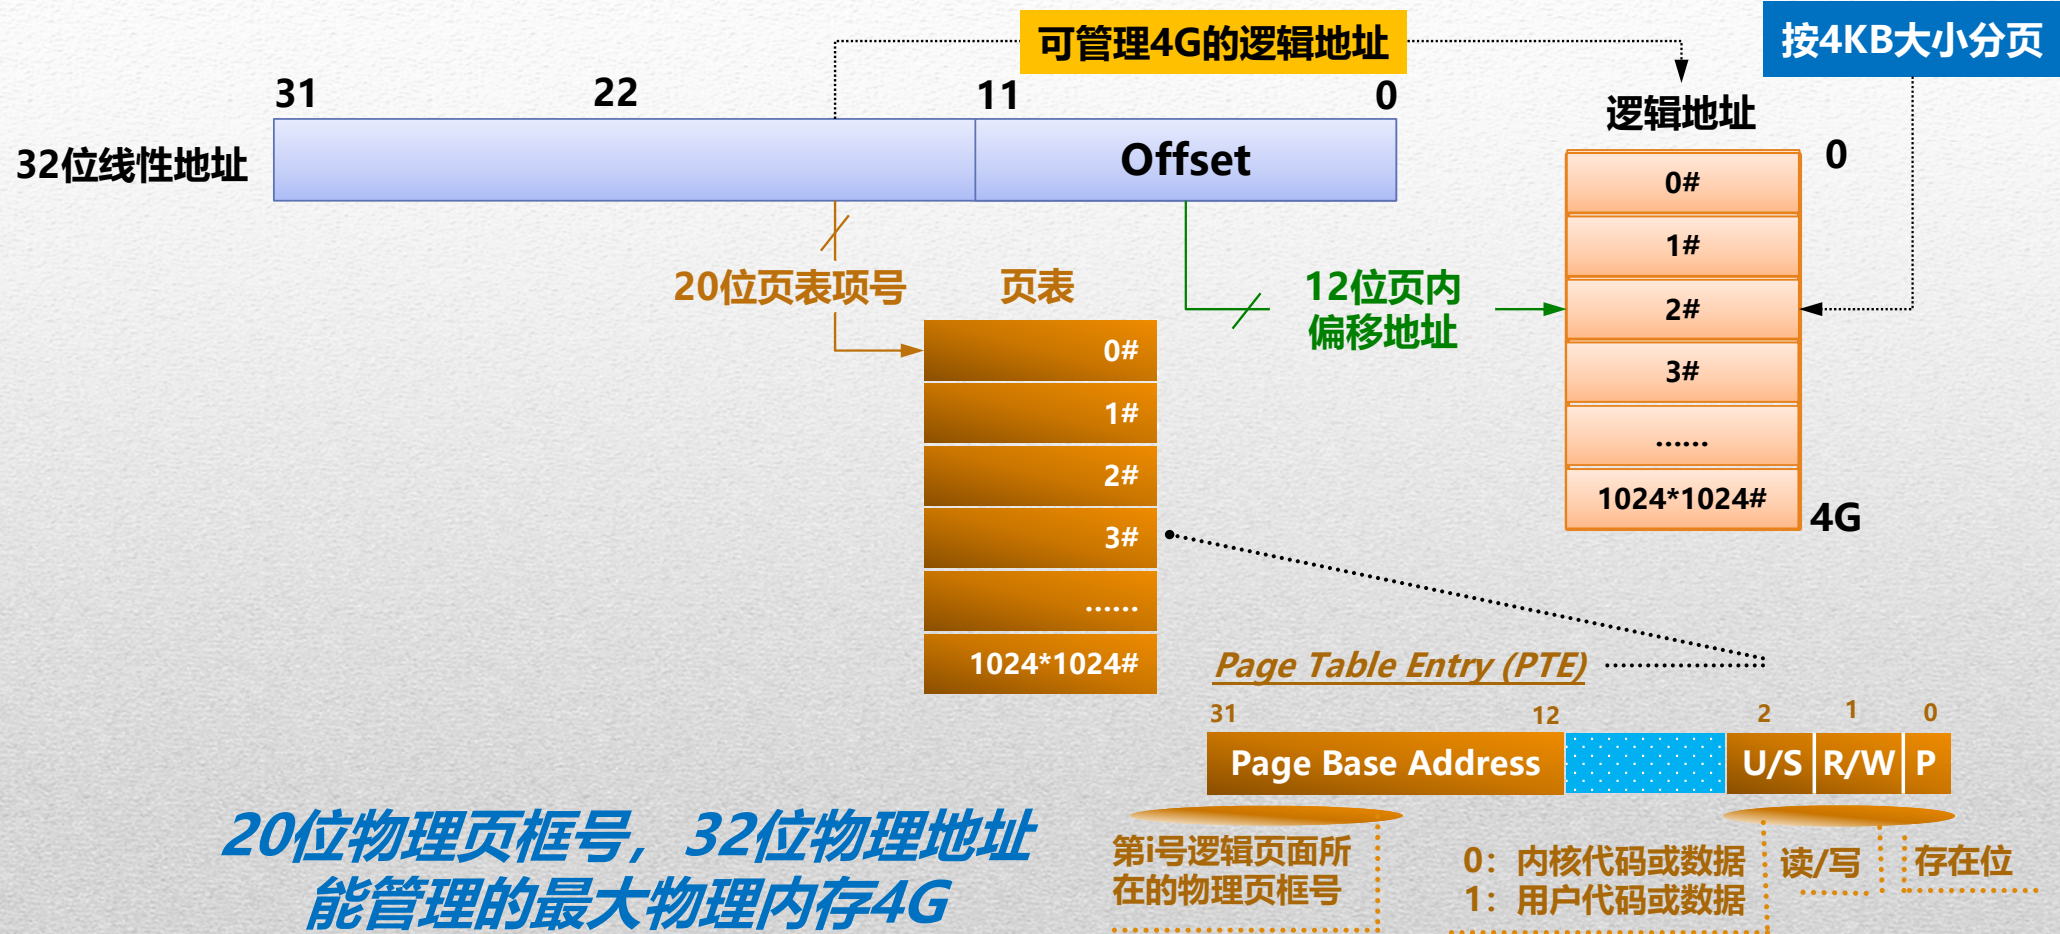 可管理4G的逻辑地址
按4KB大小分页
31
22
11
0
逻辑地址
32位线性地址
Offset
0
0#
1#
2#
3#
……
1024*1024#
4G
20位页表项号
页表
12位页内
偏移地址
0#
1#
2#
3#
……
1024*1024#
Page Table Entry (PTE)
31
12
2
1
0
Page Base Address
U/S
R/W
P
20位物理页框号，32位物理地址
能管理的最大物理内存4G
第i号逻辑页面所
在的物理页框号
0：内核代码或数据
1：用户代码或数据
读/写
存在位